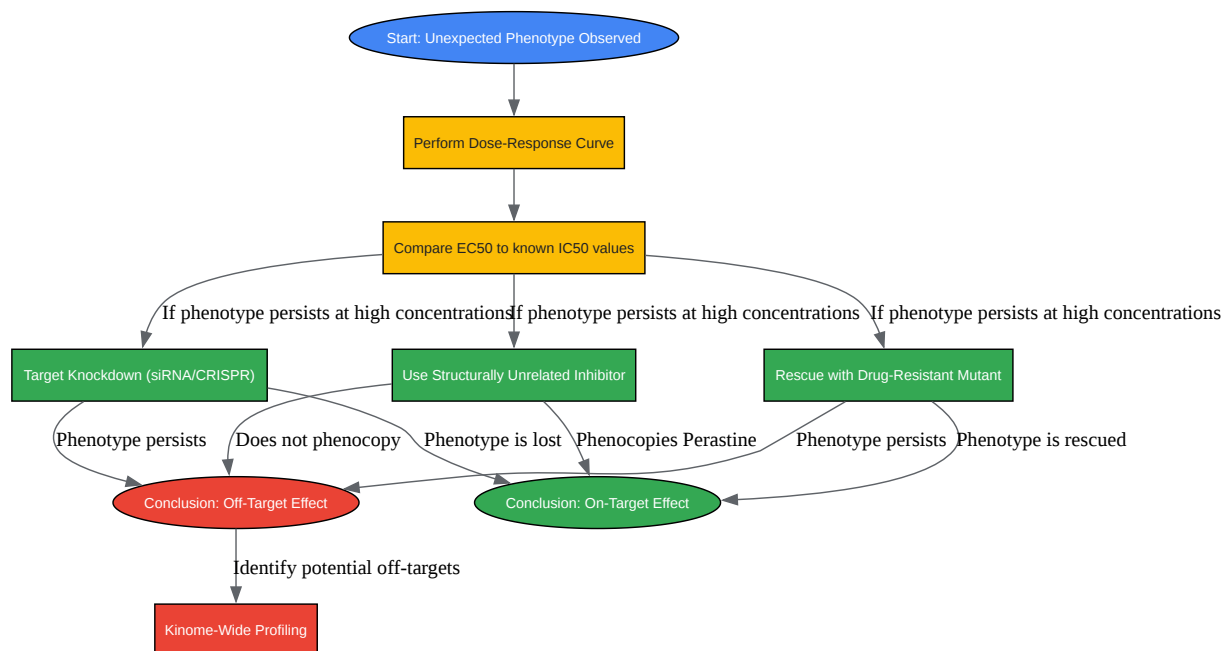 Start: Unexpected Phenotype Observed
Perform Dose-Response Curve
Compare EC50 to known IC50 values
If phenotype persists at high concentrations
If phenotype persists at high concentrations
If phenotype persists at high concentrations
Target Knockdown (siRNA/CRISPR)
Use Structurally Unrelated Inhibitor
Rescue with Drug-Resistant Mutant
Phenotype persists
Does not phenocopy
Phenotype is lost
Phenocopies Perastine
Phenotype persists
Phenotype is rescued
Conclusion: Off-Target Effect
Conclusion: On-Target Effect
Identify potential off-targets
Kinome-Wide Profiling